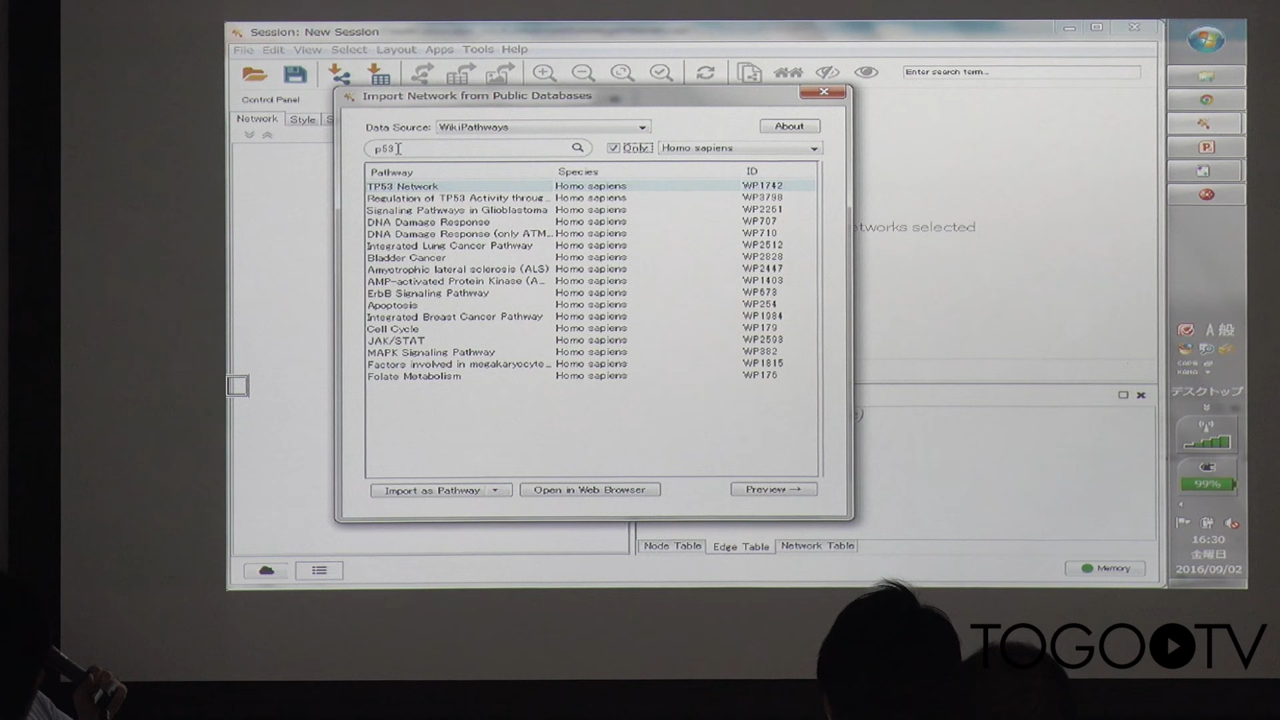 Session: New Session
File Edit View Select Layout Apps Tools Help
Enter search term...
Control Panel
Network Style S
Import Network from Public Databases
Data Source: WikiPathways
About
p53
Only: Homo sapiens
Pathway Species ID
TP53 Network Homo sapiens WP1742
Regulation of TP53 Activity throug... Homo sapiens WP3798
Signaling Pathways in Glioblastoma Homo sapiens WP2261
DNA Damage Response Homo sapiens WP707
DNA Damage Response (only ATM... Homo sapiens WP710
Integrated Lung Cancer Pathway Homo sapiens WP2512
Bladder Cancer Homo sapiens WP2828
Amyotrophic lateral sclerosis (ALS) Homo sapiens WP2447
AMP-activated Protein Kinase (A... Homo sapiens WP1403
ErbB Signaling Pathway Homo sapiens WP673
Apoptosis Homo sapiens WP254
Integrated Breast Cancer Pathway Homo sapiens WP1984
Cell Cycle Homo sapiens WP179
JAK/STAT Homo sapiens WP2593
MAPK Signaling Pathway Homo sapiens WP382
Factors involved in megakaryocyte... Homo sapiens WP1815
Folate Metabolism Homo sapiens WP176
Import as Pathway Open in Web Browser Preview →
tworks selected
Node Table Edge Table Network Table
Memory
A 般
CAPS
KANA
デスクトップ
99%
16:30
金曜日
2016/09/02
TOGO TV